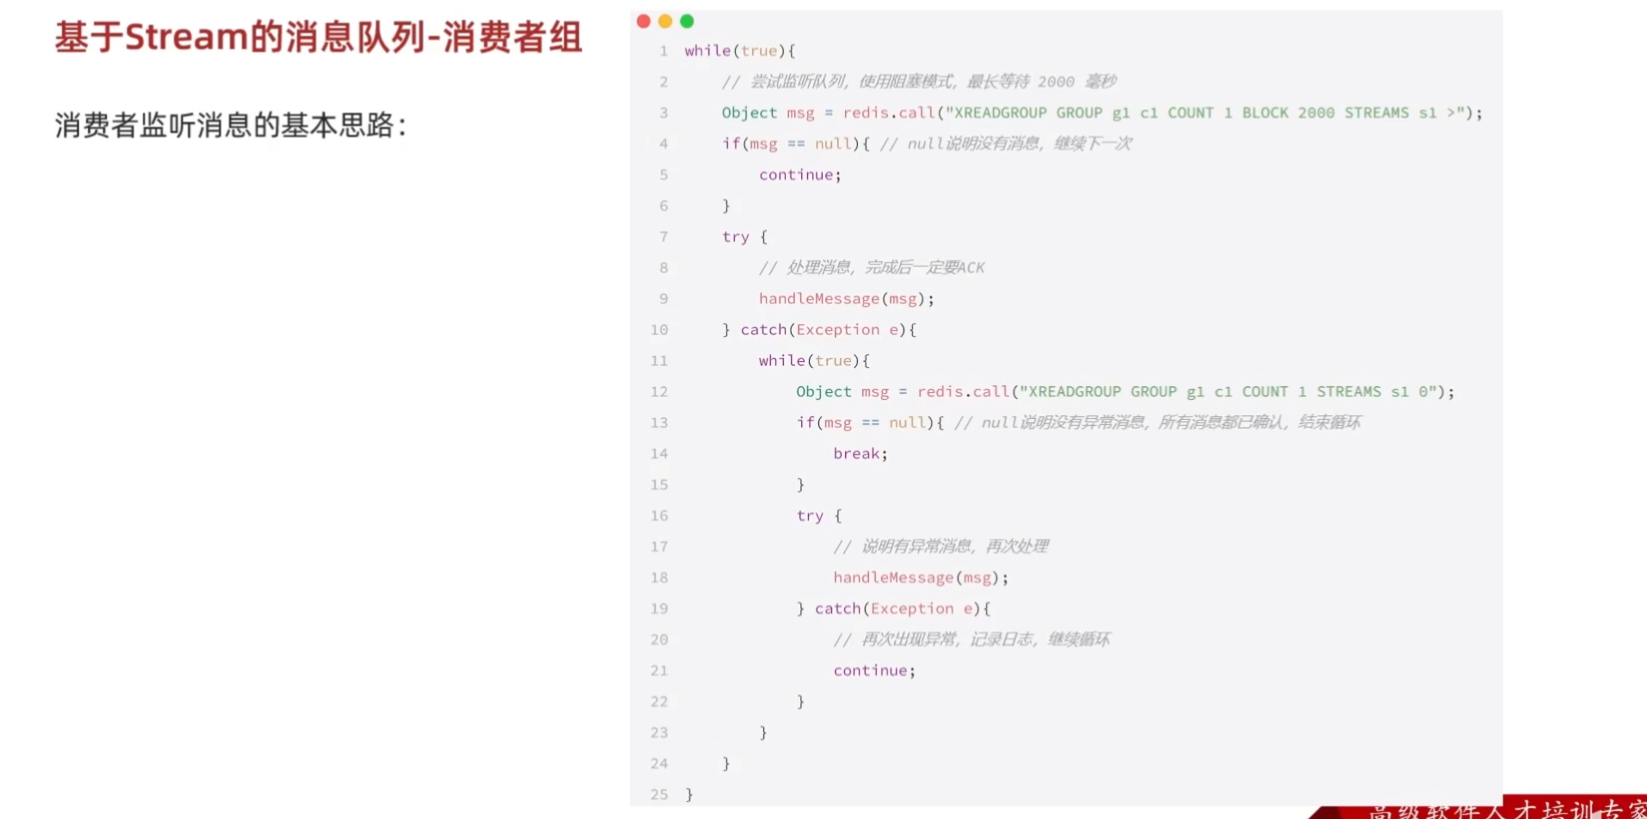 基于Stream的消息队列-消费者组
消费者监听消息的基本思路：
1 while(true){
2 // 尝试监听队列，使用阻塞模式，最长等待 2000 毫秒
3 Object msg = redis.call("XREADGROUP GROUP g1 c1 COUNT 1 BLOCK 2000 STREAMS s1 >");
4 if(msg == null){ // null说明没有消息，继续下一次
5 continue;
6 }
7 try {
8 // 处理消息，完成后一定要ACK
9 handleMessage(msg);
10 } catch(Exception e){
11 while(true){
12 Object msg = redis.call("XREADGROUP GROUP g1 c1 COUNT 1 STREAMS s1 0");
13 if(msg == null){ // null说明没有异常消息，所有消息都已确认，结束循环
14 break;
15 }
16 try {
17 // 说明有异常消息，再次处理
18 handleMessage(msg);
19 } catch(Exception e){
20 // 再次出现异常，记录日志，继续循环
21 continue;
22 }
23 }
24 }
25 }
高级软件人才培训专家